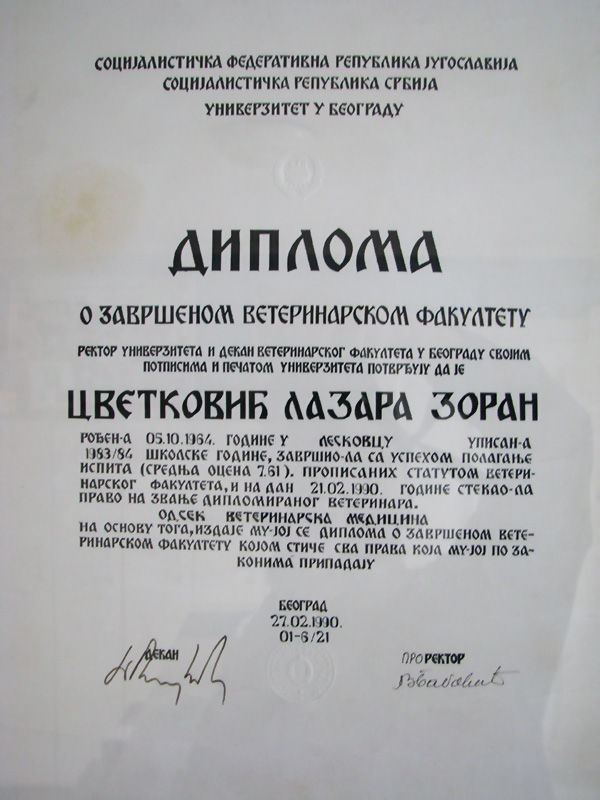 СОЦИЈАЛИСТИЧКА ФЕДЕРАТИВНА РЕПУБЛИКА ЈУГОСЛАВИЈА
СОЦИЈАЛИСТИЧКА РЕПУБЛИКА СРБИЈА
УНИВЕРЗИТЕТ У БЕОГРАДУ
ДИПЛОМА
О ЗАВРШЕНОМ ВЕТЕРИНАРСКОМ ФАКУЛТЕТУ
РЕКТОР УНИВЕРЗИТЕТА И ДЕКАН ВЕТЕРИНАРСКОГ ФАКУЛТЕТА У БЕОГРАДУ СВОЈИМ
ПОТПИСИМА И ПЕЧАТОМ УНИВЕРЗИТЕТА ПОТВРЂУЈУ ДА ЈЕ
ЦВЕТКОВИЋ ЛАЗАРА ЗОРАН
РОЂЕН-А 05.10.1964. ГОДИНЕ У ЛЕСКОВЦУ УПИСАН-А
1983/84 ШКОЛСКЕ ГОДИНЕ, ЗАВРШИО-ЛА СА УСПЕХОМ ПОЛАГАЊЕ
ИСПИТА (СРЕДЊА ОЦЕНА 7.61). ПРОПИСАНИХ СТАТУТОМ ВЕТЕРИ-
НАРСКОГ ФАКУЛТЕТА, И НА ДАН 21.02.1990. ГОДИНЕ СТЕКАО-ЛА
ПРАВО НА ЗВАЊЕ ДИПЛОМИРАНОГ ВЕТЕРИНАРА.
ОДСЕК ВЕТЕРИНАРСКА МЕДИЦИНА
НА ОСНОВУ ТОГА, ИЗДАЈЕ МУ-ЈОЈ СЕ ДИПЛОМА О ЗАВРШЕНОМ ВЕТЕ-
РИНАРСКОМ ФАКУЛТЕТУ КОЈОМ СТИЧЕ СВА ПРАВА КОЈА МУ-ЈОЈ ПО ЗА-
КОНИМА ПРИПАДАЈУ
БЕОГРАД
27.02.1990.
01-6/21
ДЕКАН
ПРОРЕКТОР